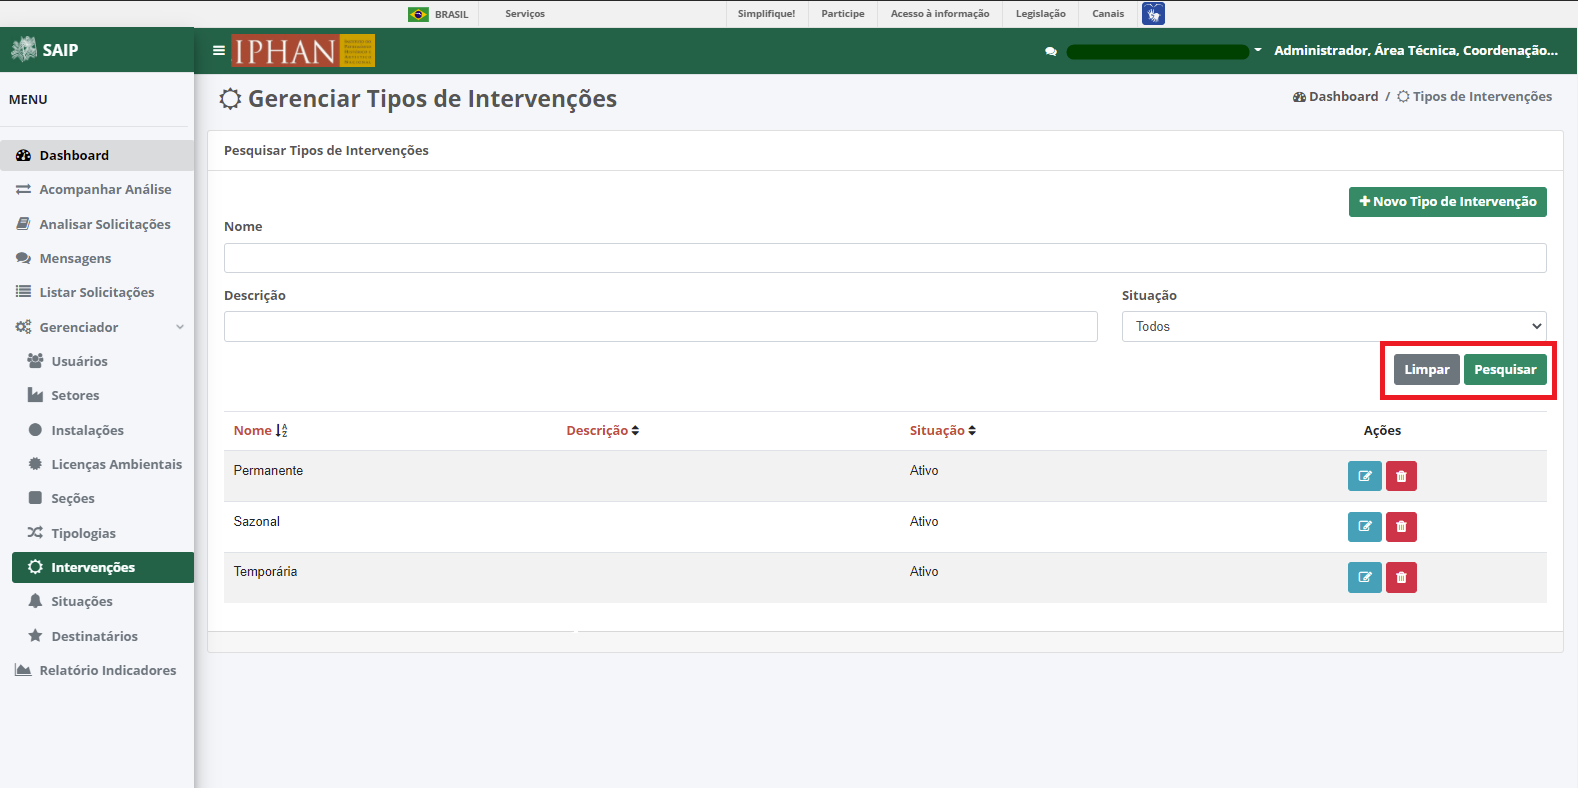 BRASIL Serviços Simplifique! Participe Acesso à informação Legislação Canais
SAIP
IPHAN
Administrador, Área Técnica, Coordenação...
MENU
Dashboard
Acompanhar Análise
Analisar Solicitações
Mensagens
Listar Solicitações
Gerenciador
Usuários
Setores
Instalações
Licenças Ambientais
Seções
Tipologias
Intervenções
Situações
Destinatários
Relatório Indicadores
Gerenciar Tipos de Intervenções
Dashboard / Tipos de Intervenções
Pesquisar Tipos de Intervenções
Novo Tipo de Intervenção
Nome
Descrição Situação
Todos
Limpar Pesquisar
Nome Descrição Situação Ações
Permanente Ativo
Sazonal Ativo
Temporária Ativo